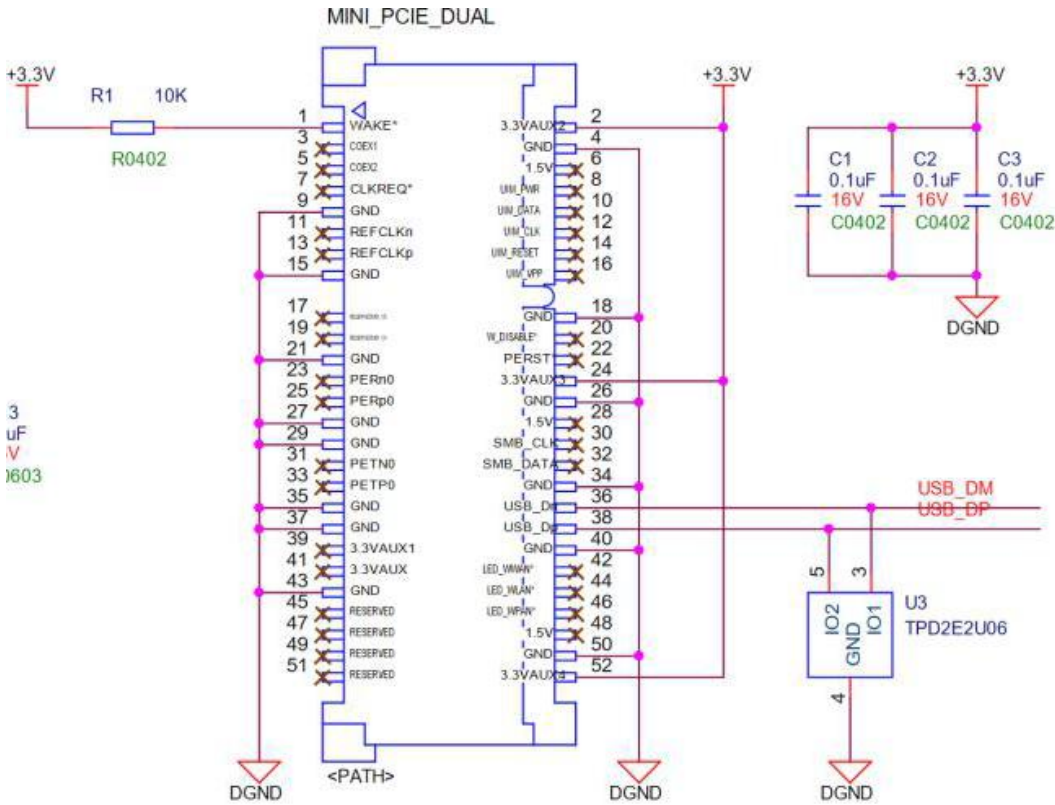 MINI_PCIE_DUAL
+3.3V
R1 10K
R0402
1 WAKE*
3 COEX1
5 COEX2
7 CLKREQ*
9 GND
11 REFCLKn
13 REFCLKp
15 GND
17
19
21 GND
23 PERn0
25 PERp0
27 GND
29 GND
31 PETN0
33 PETP0
35 GND
37 GND
39 3.3VAUX1
41 3.3VAUX
43 GND
45 RESERVED
47 RESERVED
49 RESERVED
51 RESERVED
3.3VAUX2 2
GND 4
1.5V 6
UIM_PWR 8
UIM_DATA 10
UIM_CLK 12
UIM_RESET 14
UIM_VPP 16
GND 18
W_DISABLE* 20
PERST* 22
3.3VAUX3 24
GND 26
1.5V 28
SMB_CLK 30
SMB_DATA 32
GND 34
USB_Dn 36
USB_Dp 38
GND 40
LED_WWAN* 42
LED_WLAN* 44
LED_WPAN* 46
1.5V 48
GND 50
3.3VAUX4 52
<PATH>
DGND
DGND
+3.3V
+3.3V
C1
0.1uF
16V
C0402
C2
0.1uF
16V
C0402
C3
0.1uF
16V
C0402
DGND
USB_DM
USB_DP
5 3
IO2 GND IO1
4
U3
TPD2E2U06
DGND
3
uF
V
0603